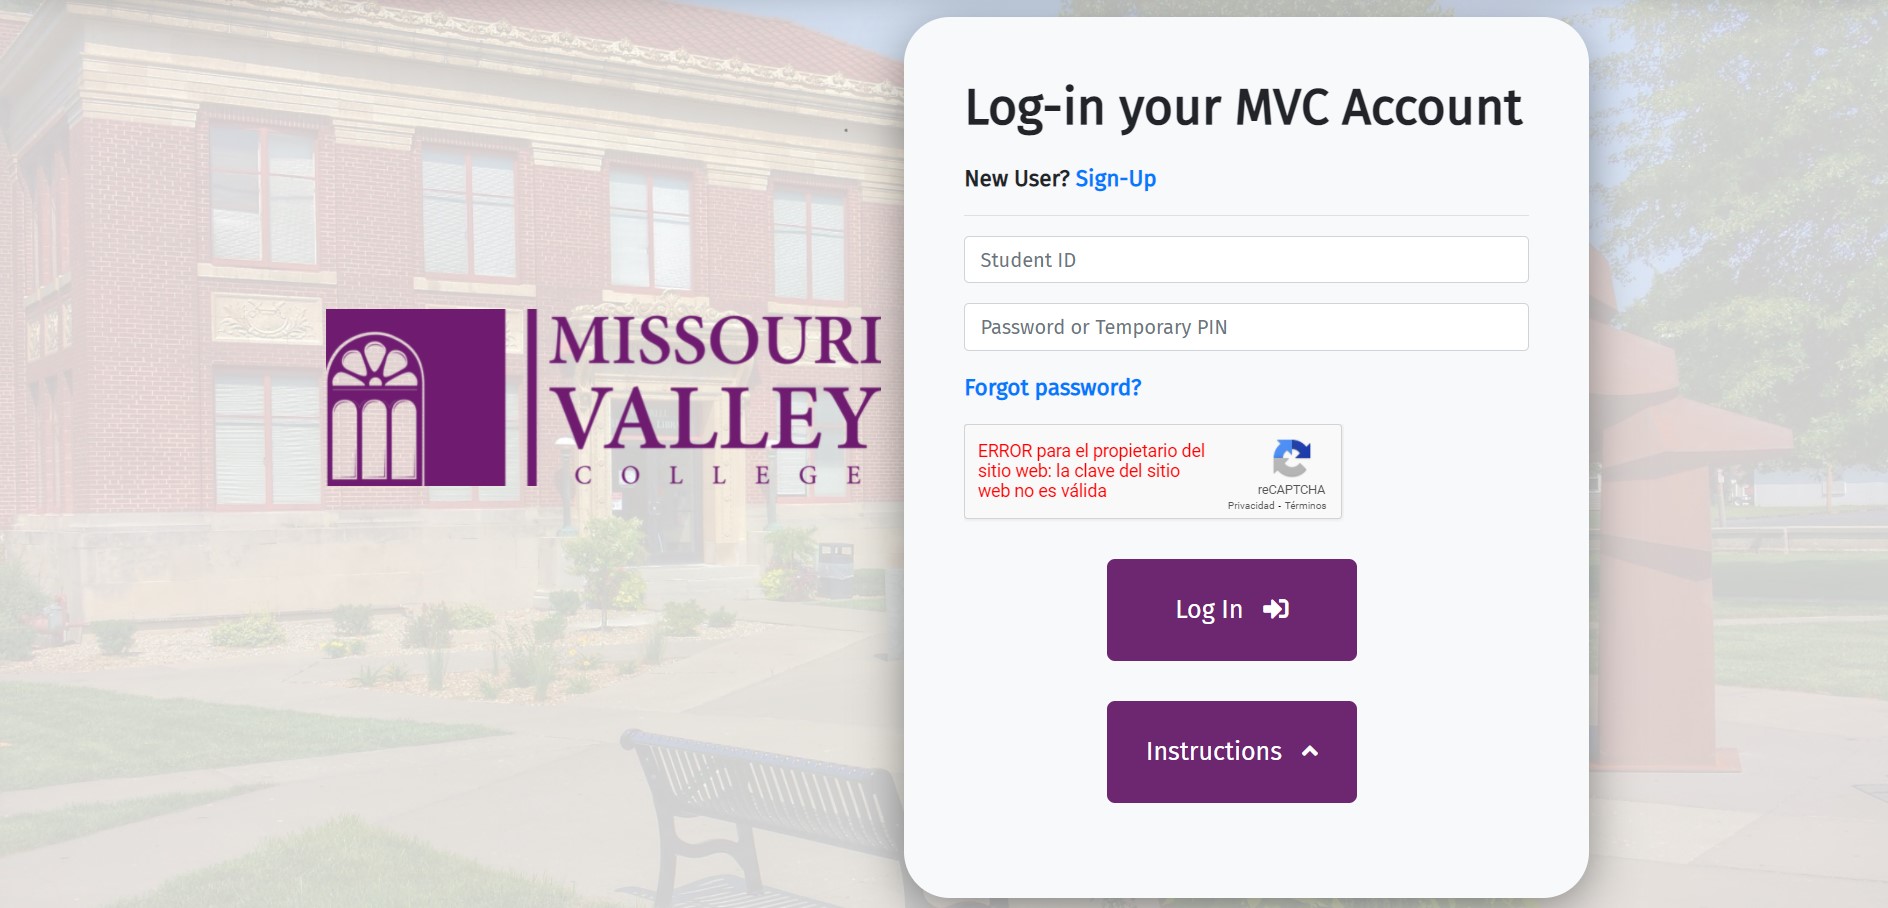 MISSOURI
VALLEY
COLLEGE
Log-in your MVC Account
New User? Sign-Up
Student ID
Password or Temporary PIN
Forgot password?
ERROR para el propietario del
sitio web: la clave del sitio
web no es válida
reCAPTCHA
Privacidad - Términos
Log In
Instructions